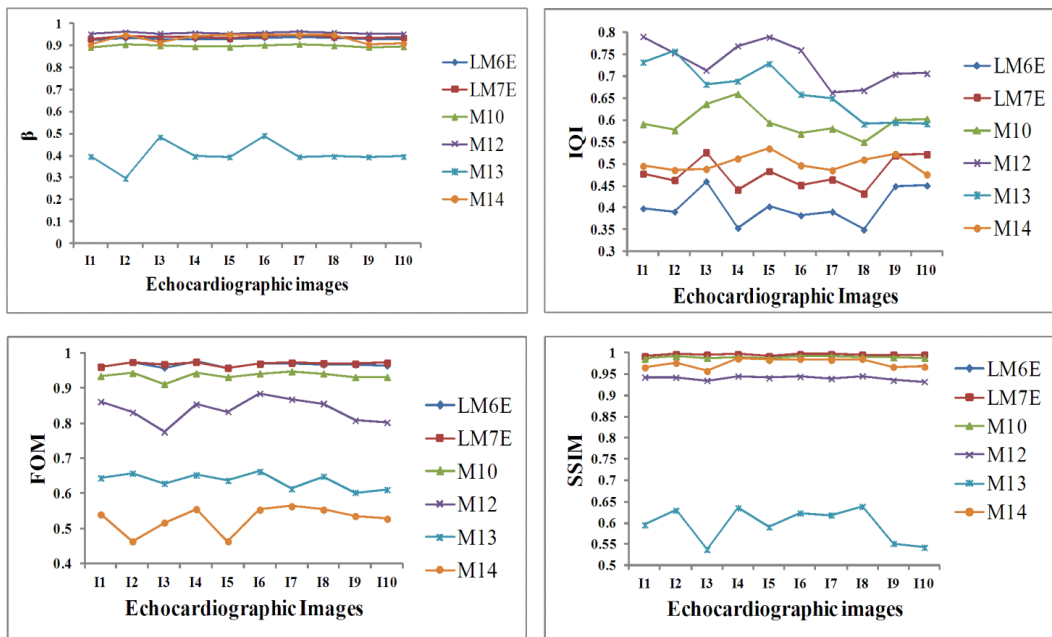 1
0.9
0.8
0.7
0.6
0.5
0.4
0.3
0.2
0.1
0
β
I1 I2 I3 I4 I5 I6 I7 I8 I9 I10
Echocardiographic images
LM6E
LM7E
M10
M12
M13
M14
0.8
0.75
0.7
0.65
0.6
0.55
0.5
0.45
0.4
0.35
0.3
IQI
I1 I2 I3 I4 I5 I6 I7 I8 I9 I10
Echocardiographic Images
LM6E
LM7E
M10
M12
M13
M14
1
0.9
0.8
0.7
0.6
0.5
0.4
FOM
I1 I2 I3 I4 I5 I6 I7 I8 I9 I10
Echocardiographic Images
LM6E
LM7E
M10
M12
M13
M14
1
0.95
0.9
0.85
0.8
0.75
0.7
0.65
0.6
0.55
0.5
SSIM
I1 I2 I3 I4 I5 I6 I7 I8 I9 I10
Echocardiographic images
LM6E
LM7E
M10
M12
M13
M14